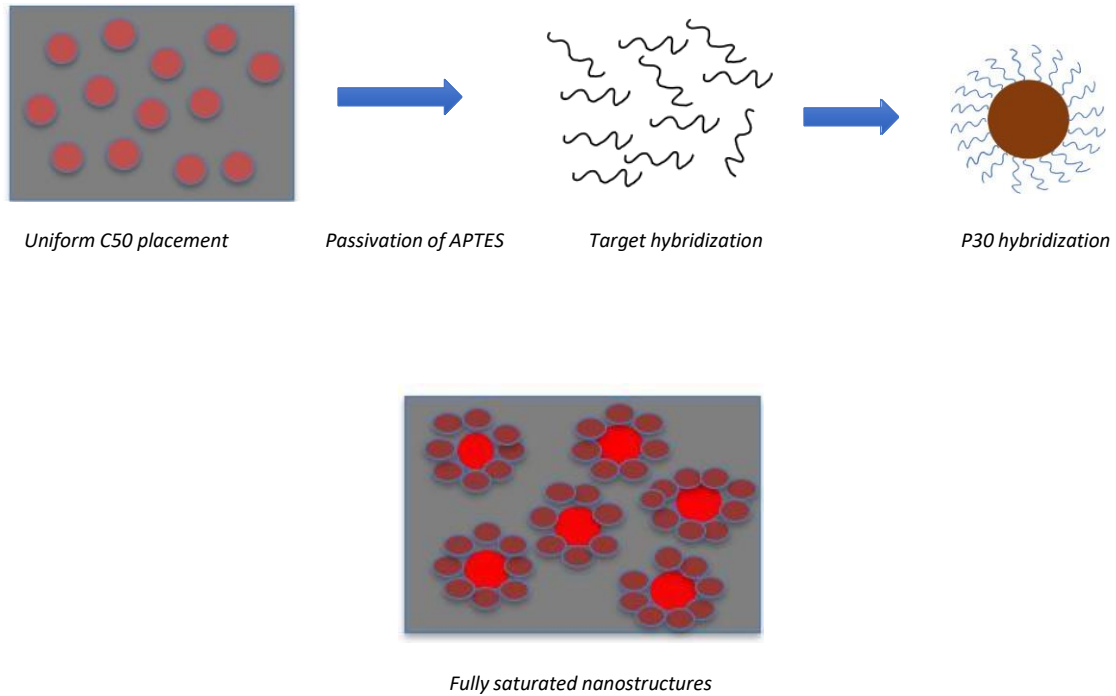 Uniform C50 placement
Passivation of APTES
Target hybridization
P30 hybridization
Fully saturated nanostructures